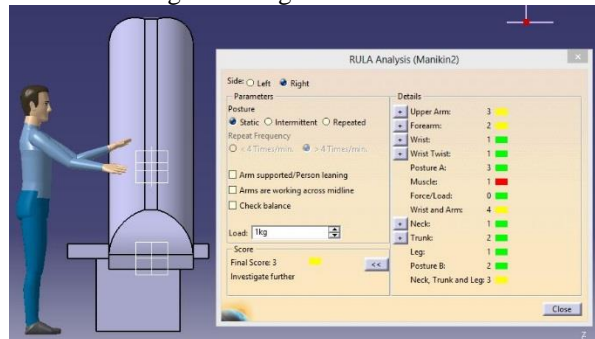 RULA Analysis (Manikin2)
Side: Left Right
Parameters
Posture
Static Intermittent Repeated
Repeat Frequency
< 4 Times/min. > 4 Times/min.
Arm supported/Person leaning
Arms are working across midline
Check balance
Load: 1kg
Score
Final Score: 3
Investigate further
<<
Details
+ Upper Arm: 3
+ Forearm: 2
+ Wrist: 1
+ Wrist Twist: 1
Posture A: 3
Muscle: 1
Force/Load: 0
Wrist and Arm: 4
+ Neck: 1
+ Trunk: 2
Leg: 1
Posture B: 2
Neck, Trunk and Leg: 3
Close
z